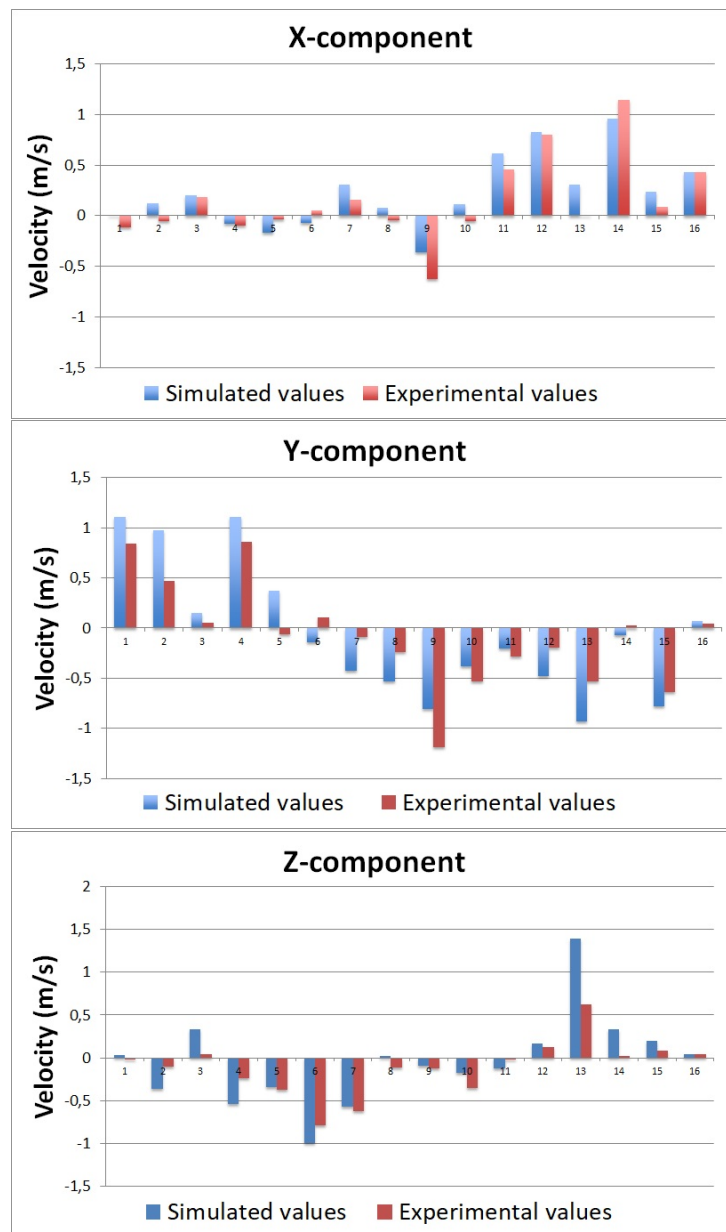 X-component
Velocity (m/s)
1,5
1
0,5
0
-0,5
-1
-1,5
1 2 3 4 5 6 7 8 9 10 11 12 13 14 15 16
Simulated values Experimental values
Y-component
Velocity (m/s)
1,5
1
0,5
0
-0,5
-1
-1,5
1 2 3 4 5 6 7 8 9 10 11 12 13 14 15 16
Simulated values Experimental values
Z-component
Velocity (m/s)
2
1,5
1
0,5
0
-0,5
-1
-1,5
1 2 3 4 5 6 7 8 9 10 11 12 13 14 15 16
Simulated values Experimental values